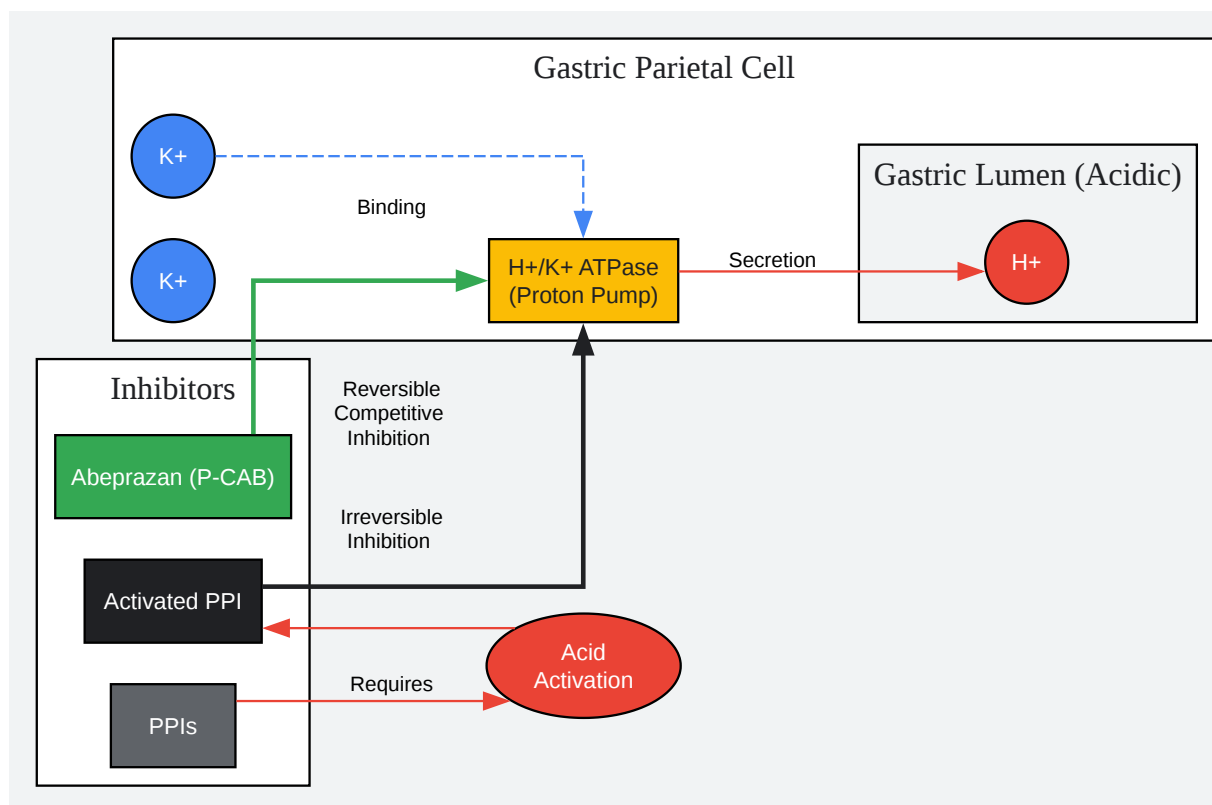 Gastric Parietal Cell
K+
Gastric Lumen (Acidic)
Binding
K+
H+/K+ ATPase
(Proton Pump)
Secretion
H+
Inhibitors
Reversible
Competitive
Inhibition
Abeprazan (P-CAB)
Irreversible
Inhibition
Activated PPI
Acid
Activation
Requires
PPIs